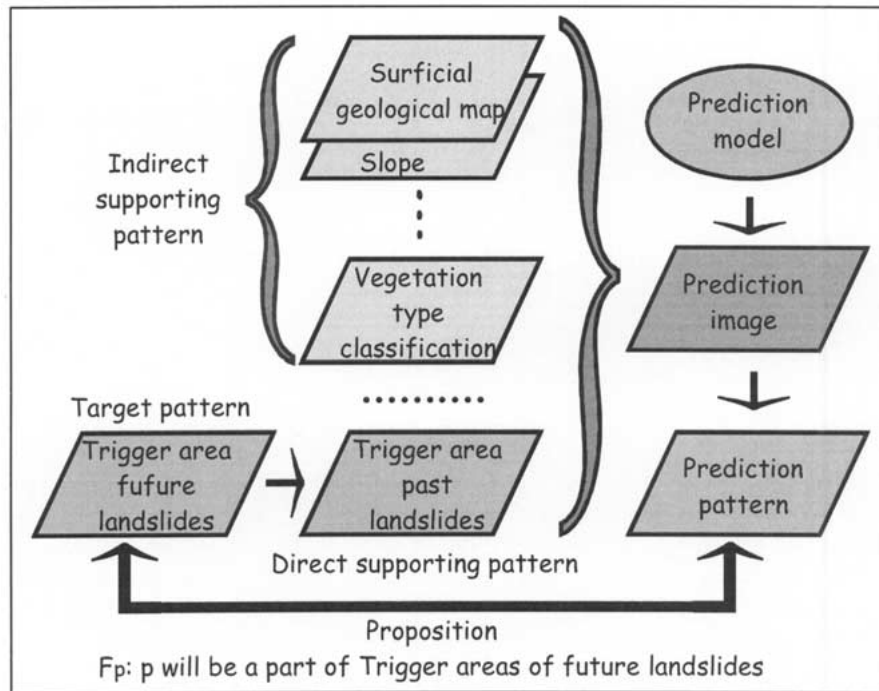 Surficial
geological map
Slope
Indirect
supporting
pattern
Vegetation
type
classification
Prediction
model
Prediction
image
Prediction
pattern
Target pattern
Trigger area
fufure
landslides
Trigger area
past
landslides
Direct supporting pattern
Proposition
Fp: p will be a part of Trigger areas of future landslides